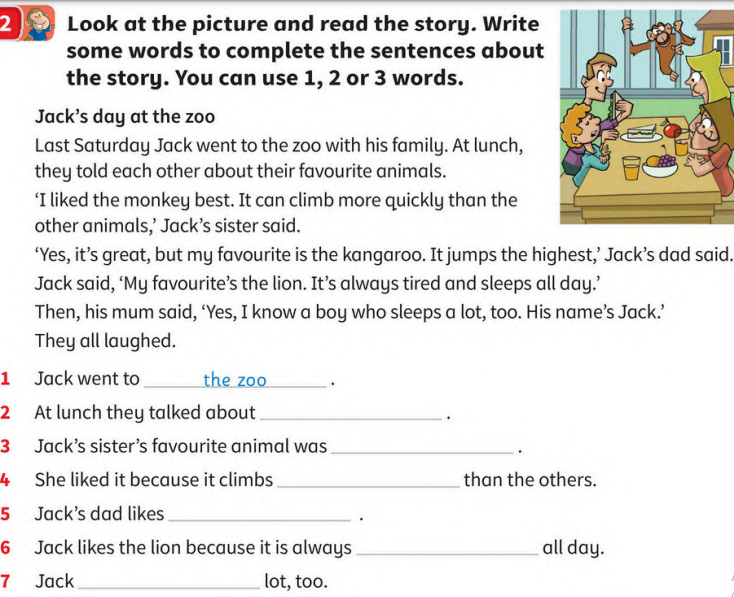 2 Look at the picture and read the story. Write
some words to complete the sentences about
the story. You can use 1, 2 or 3 words.
Jack's day at the zoo
Last Saturday Jack went to the zoo with his family. At lunch,
they told each other about their favourite animals.
'I liked the monkey best. It can climb more quickly than the
other animals,' Jack's sister said.
'Yes, it's great, but my favourite is the kangaroo. It jumps the highest,' Jack's dad said.
Jack said, 'My favourite's the lion. It's always tired and sleeps all day.'
Then, his mum said, 'Yes, I know a boy who sleeps a lot, too. His name's Jack.'
They all laughed.
1 Jack went to ______the zoo______ .
2 At lunch they talked about __________________ .
3 Jack's sister's favourite animal was __________________ .
4 She liked it because it climbs __________________ than the others.
5 Jack's dad likes __________________ .
6 Jack likes the lion because it is always __________________ all day.
7 Jack __________________ lot, too.